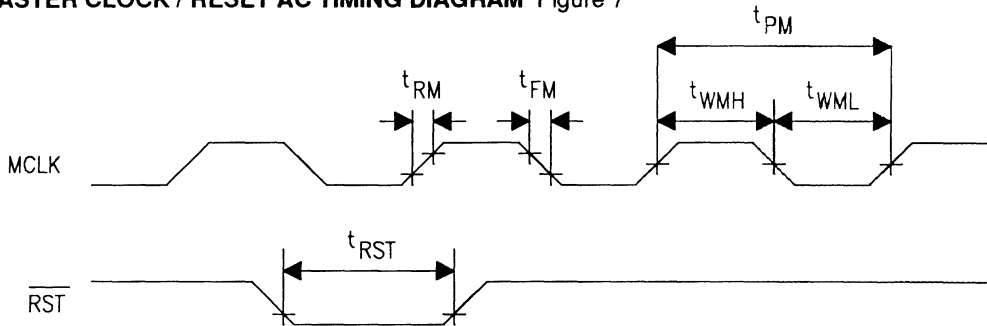 ASTER CLOCK / RESET AC TIMING DIAGRAM Figure 7
tPM
tRM tFM tWMH tWML
MCLK
tRST
RST